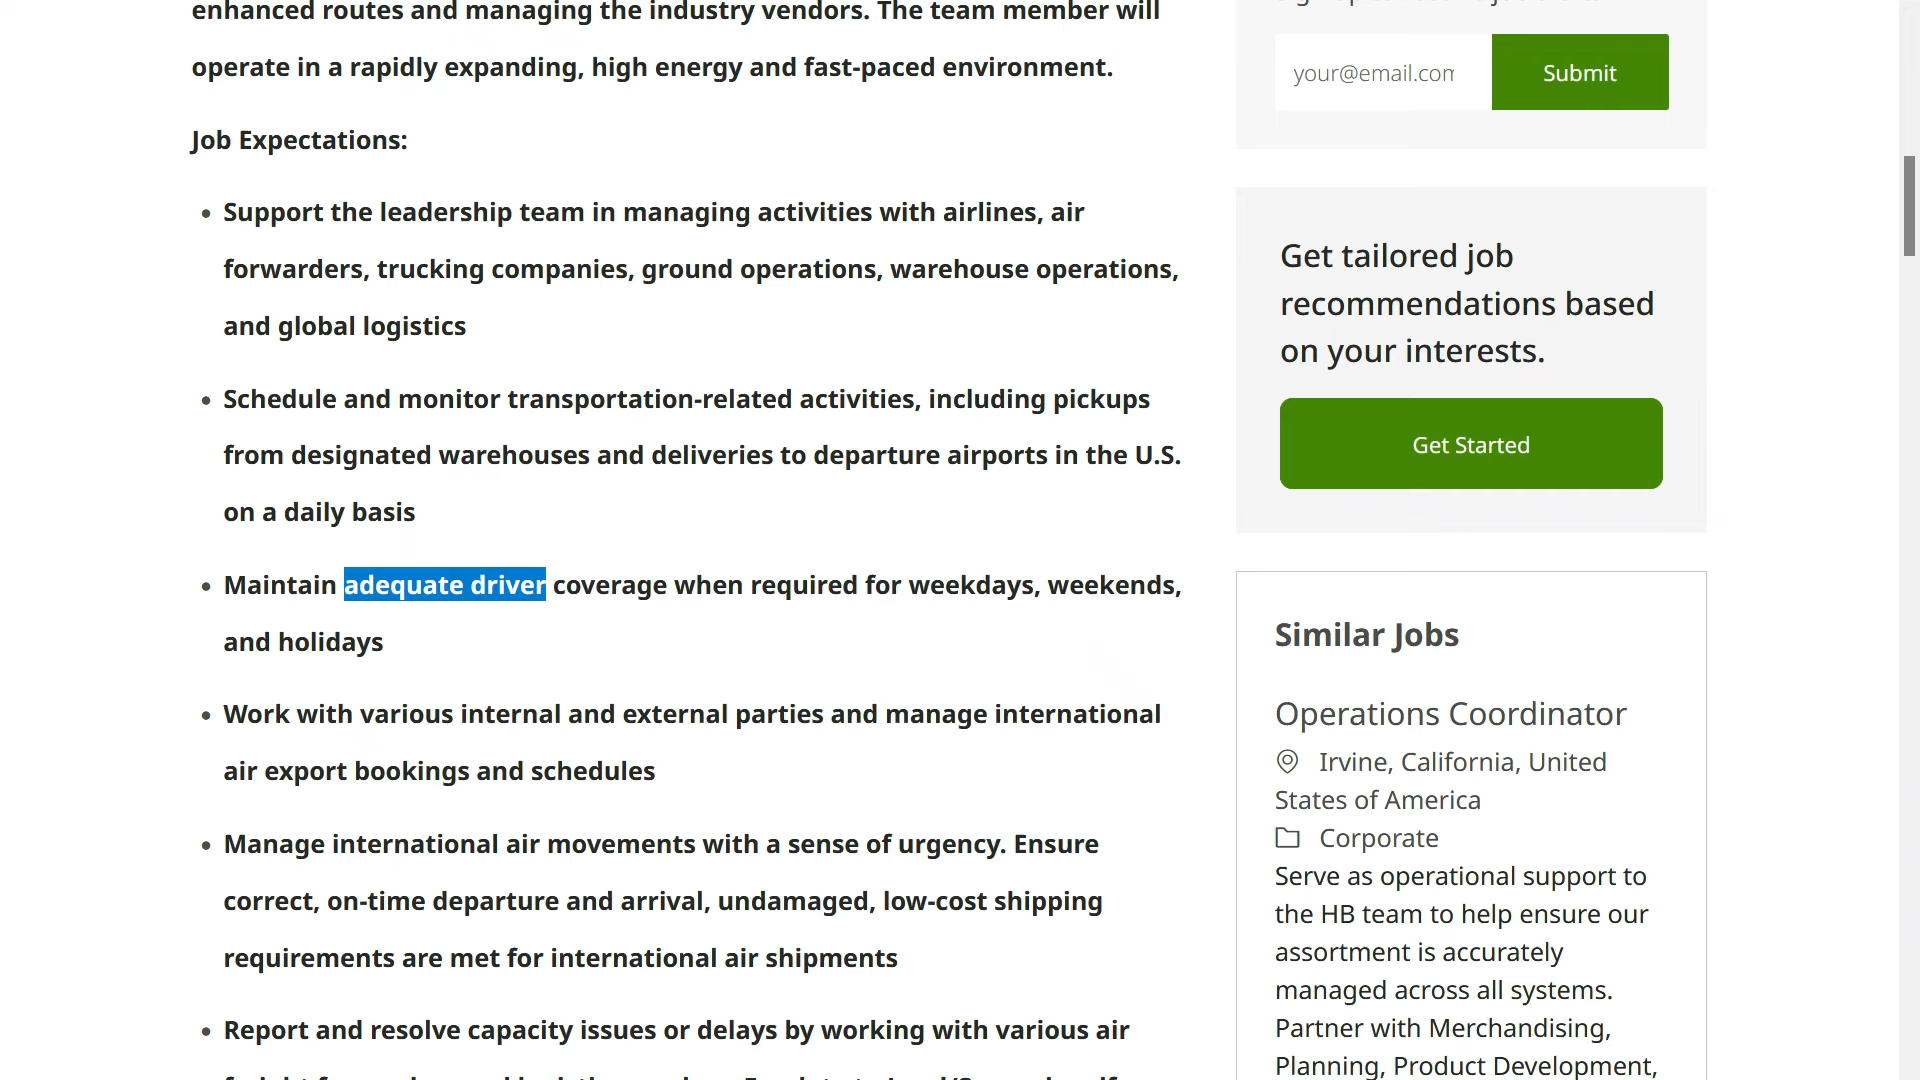 enhanced routes and managing the industry vendors. The team member will
operate in a rapidly expanding, high energy and fast-paced environment.
Job Expectations:
Support the leadership team in managing activities with airlines, air
forwarders, trucking companies, ground operations, warehouse operations,
and global logistics
Schedule and monitor transportation-related activities, including pickups
from designated warehouses and deliveries to departure airports in the U.S.
on a daily basis
Maintain adequate driver coverage when required for weekdays, weekends,
and holidays
Work with various internal and external parties and manage international
air export bookings and schedules
Manage international air movements with a sense of urgency. Ensure
correct, on-time departure and arrival, undamaged, low-cost shipping
requirements are met for international air shipments
Report and resolve capacity issues or delays by working with various air
your@email.com
Submit
Get tailored job
recommendations based
on your interests.
Get Started
Similar Jobs
Operations Coordinator
Irvine, California, United
States of America
Corporate
Serve as operational support to
the HB team to help ensure our
assortment is accurately
managed across all systems.
Partner with Merchandising,
Planning, Product Development,